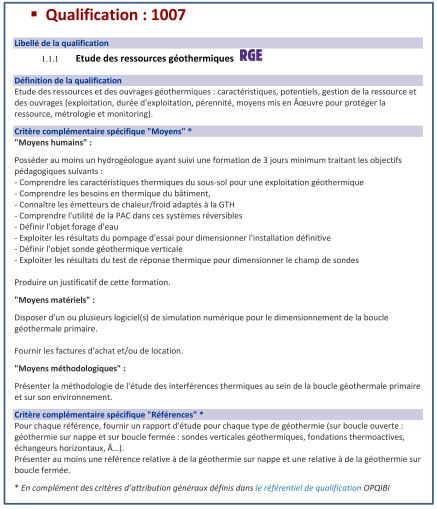 ▪ Qualification : 1007
Libellé de la qualification
1.1.1 Etude des ressources géothermiques RGE
Définition de la qualification
Etude des ressources et des ouvrages géothermiques : caractéristiques, potentiels, gestion de la ressource et
des ouvrages (exploitation, durée d'exploitation, pérennité, moyens mis en Åœuvre pour protéger la
ressource, métrologie et monitoring).
Critère complémentaire spécifique "Moyens" *
"Moyens humains" :
Posséder au moins un hydrogéologue ayant suivi une formation de 3 jours minimum traitant les objectifs
pédagogiques suivants :
- Comprendre les caractéristiques thermiques du sous-sol pour une exploitation géothermique
- Comprendre les besoins en thermique du bâtiment,
- Connaître les émetteurs de chaleur/froid adaptés à la GTH
- Comprendre l'utilité de la PAC dans ces systèmes réversibles
- Définir l'objet forage d'eau
- Exploiter les résultats du pompage d'essai pour dimensionner l'installation définitive
- Définir l'objet sonde géothermique verticale
- Exploiter les résultats du test de réponse thermique pour dimensionner le champ de sondes
Produire un justificatif de cette formation.
"Moyens matériels" :
Disposer d'un ou plusieurs logiciel(s) de simulation numérique pour le dimensionnement de la boucle
géothermale primaire.
Fournir les factures d'achat et/ou de location.
"Moyens méthodologiques" :
Présenter la méthodologie de l'étude des interférences thermiques au sein de la boucle géothermale primaire
et sur son environnement.
Critère complémentaire spécifique "Références" *
Pour chaque référence, fournir un rapport d'étude pour chaque type de géothermie (sur boucle ouverte :
géothermie sur nappe et sur boucle fermée : sondes verticales géothermiques, fondations thermoactives,
échangeurs horizontaux, Â…).
Présenter au moins une référence relative à de la géothermie sur nappe et une relative à de la géothermie sur
boucle fermée.
* En complément des critères d'attribution généraux définis dans le référentiel de qualification OPQIBI